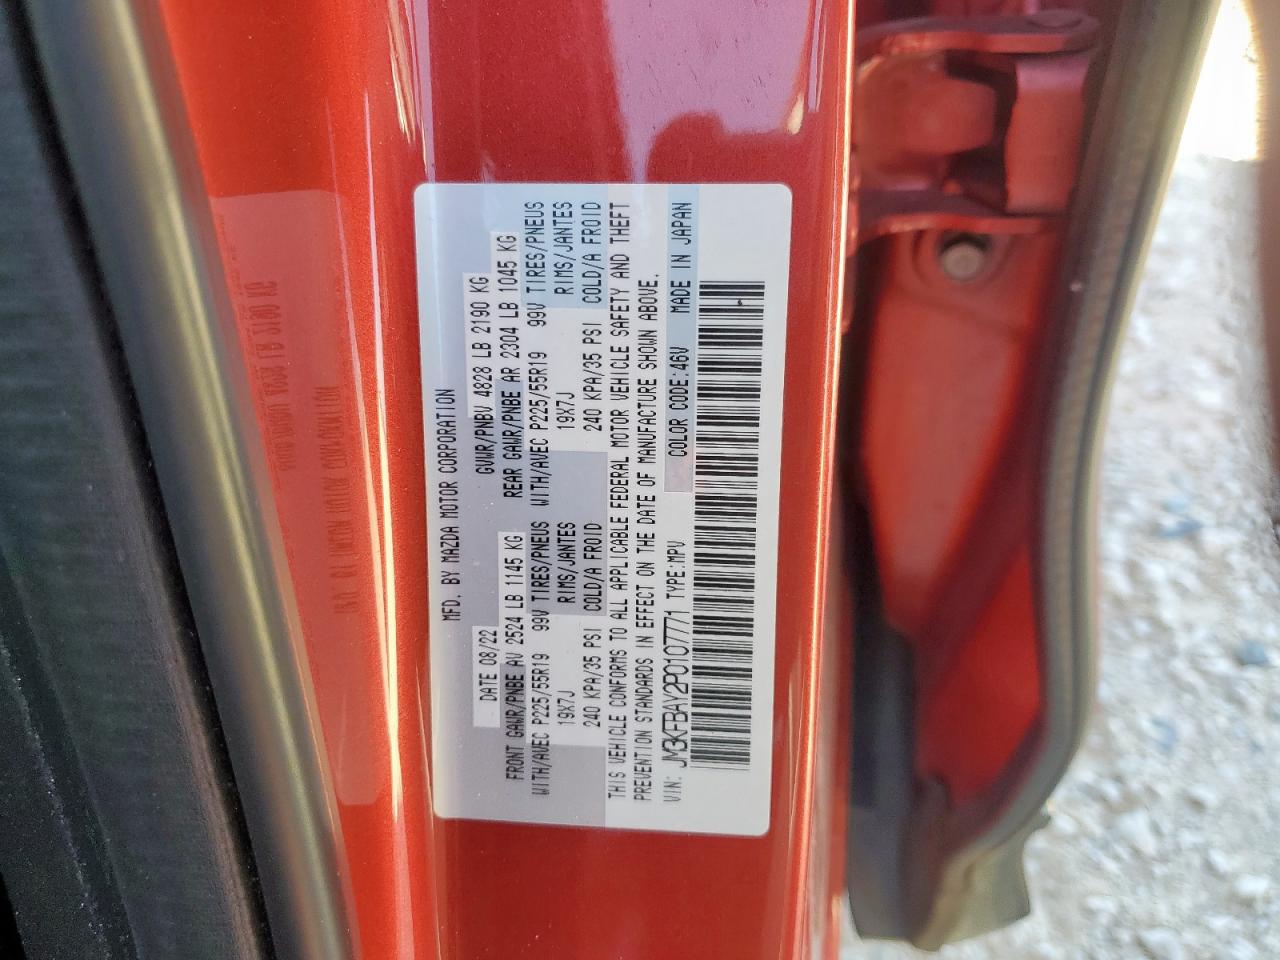 MFD. BY MAZDA MOTOR CORPORATION
DATE 08/22 GVWR/PNBV 4828 LB 2190 KG
FRONT GAWR/PNBE AV 2524 LB 1145 KG REAR GAWR/PNBE AR 2304 LB 1045 KG
WITH/AVEC P225/55R19 99V TIRES/PNEUS WITH/AVEC P225/55R19 99V TIRES/PNEUS
19X7J RIMS/JANTES 19X7J RIMS/JANTES
240 KPA/35 PSI COLD/A FROID 240 KPA/35 PSI COLD/A FROID
THIS VEHICLE CONFORMS TO ALL APPLICABLE FEDERAL MOTOR VEHICLE SAFETY AND THEFT
PREVENTION STANDARDS IN EFFECT ON THE DATE OF MANUFACTURE SHOWN ABOVE.
VIN: JM3KFBAY2P0107771 TYPE:MPV COLOR CODE:46V MADE IN JAPAN